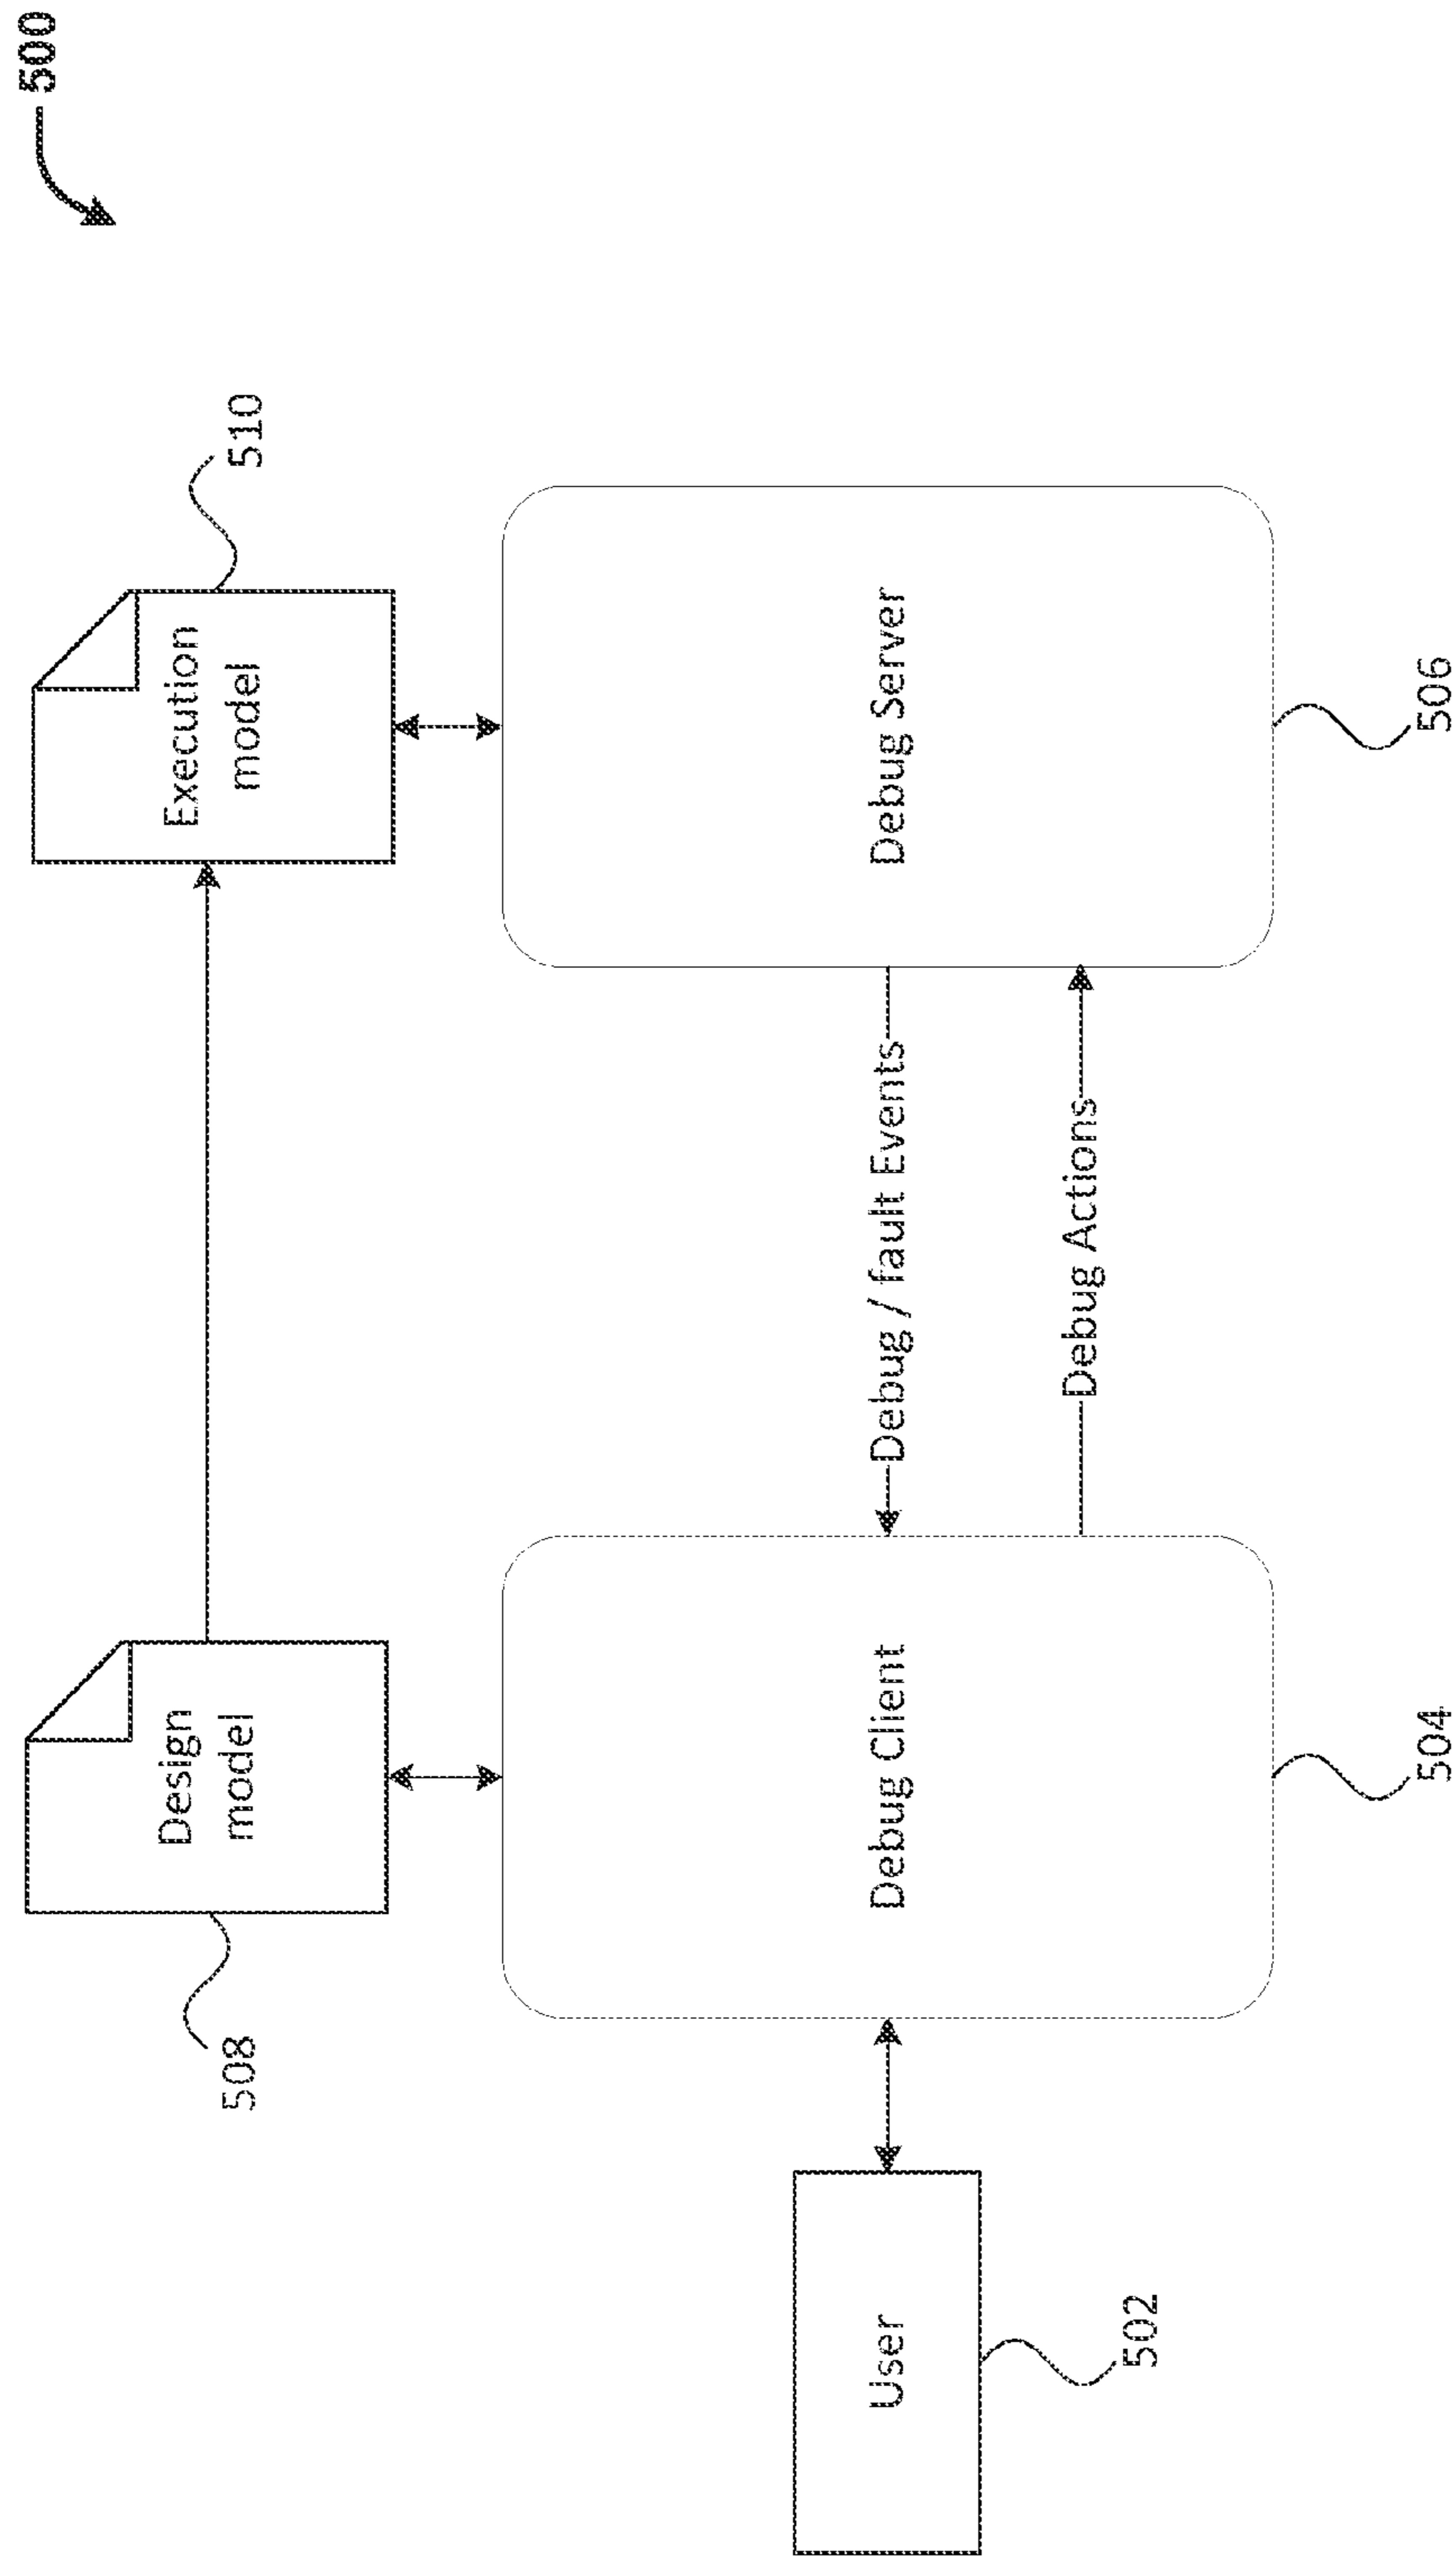 500
Design
model
508
Execution
model
510
User
502
Debug Client
504
Debug / fault Events
Debug Actions
Debug Server
506